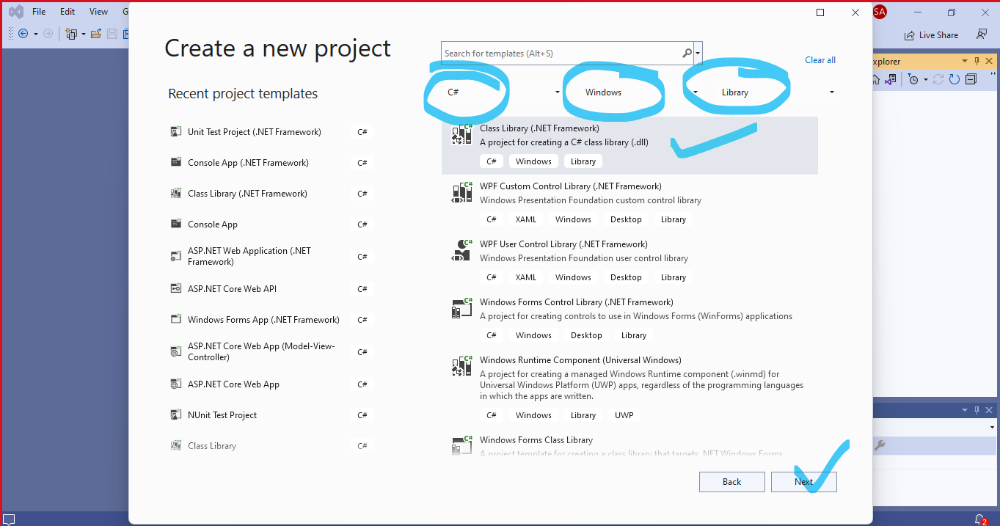 File Edit View G
SA
Live Share
Create a new project
Search for templates (Alt+S)
Clear all
xplorer
Recent project templates
C# Windows Library
Unit Test Project (.NET Framework) C#
Console App (.NET Framework) C#
Class Library (.NET Framework) C#
Console App C#
ASP.NET Web Application (.NET
Framework) C#
ASP.NET Core Web API C#
Windows Forms App (.NET Framework) C#
ASP.NET Core Web App (Model-View-
Controller) C#
ASP.NET Core Web App C#
NUnit Test Project C#
Class Library C#
Class Library (.NET Framework)
A project for creating a C# class library (.dll)
C# Windows Library
WPF Custom Control Library (.NET Framework)
Windows Presentation Foundation custom control library
C# XAML Windows Desktop Library
WPF User Control Library (.NET Framework)
Windows Presentation Foundation user control library
C# XAML Windows Desktop Library
Windows Forms Control Library (.NET Framework)
A project for creating controls to use in Windows Forms (WinForms) applications
C# Windows Desktop Library
Windows Runtime Component (Universal Windows)
A project for creating a managed Windows Runtime component (.winmd) for
Universal Windows Platform (UWP) apps, regardless of the programming languages
in which the apps are written.
C# Windows Library UWP
Windows Forms Class Library
A project template for creating a class library that targets .NET Windows Forms
Back Next
2